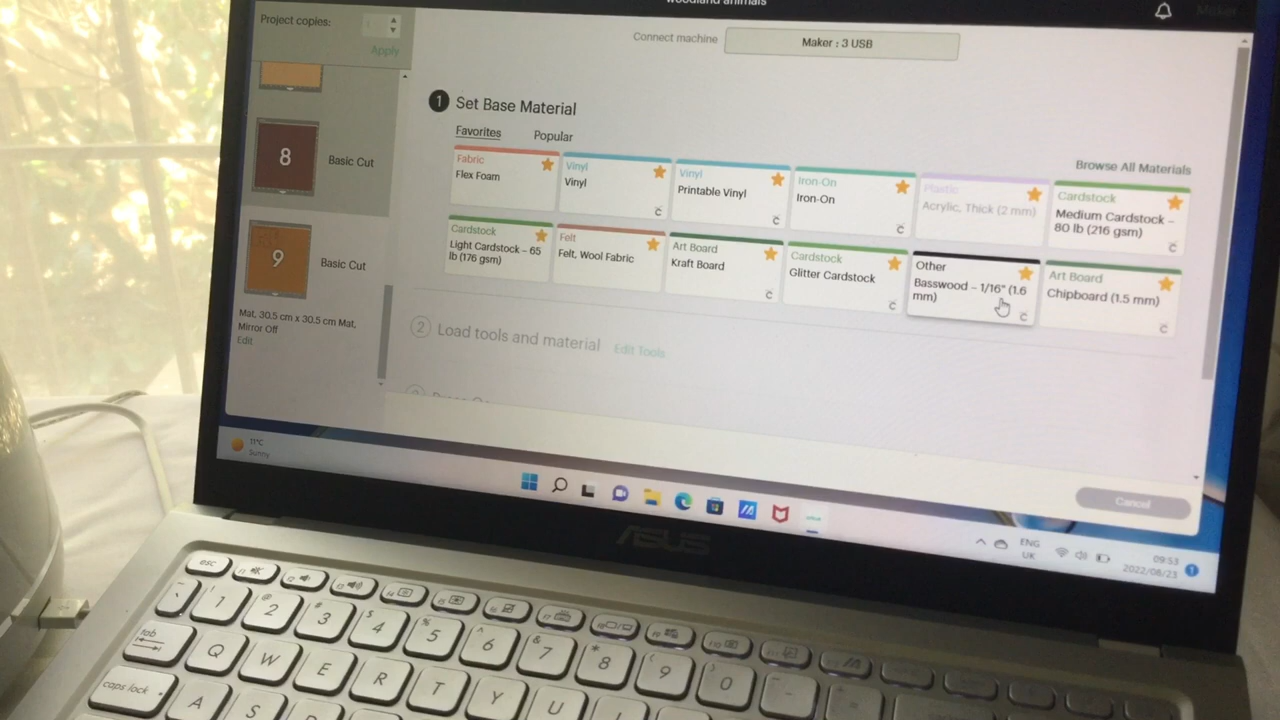 woodland animals
Project copies:
Apply
Connect machine
Maker : 3 USB
8
Basic Cut
9
Basic Cut
Mat, 30.5 cm x 30.5 cm Mat,
Mirror Off
Edit
1 Set Base Material
Favorites
Popular
Browse All Materials
Fabric
Flex Foam
Vinyl
Vinyl
Vinyl
Printable Vinyl
Iron-On
Iron-On
Plastic
Acrylic, Thick (2 mm)
Cardstock
Medium Cardstock –
80 lb (216 gsm)
Cardstock
Light Cardstock – 65
lb (176 gsm)
Felt
Felt, Wool Fabric
Art Board
Kraft Board
Cardstock
Glitter Cardstock
Other
Basswood – 1/16" (1.6
mm)
Art Board
Chipboard (1.5 mm)
2 Load tools and material
Edit Tools
Cancel
11°C
Sunny
ENG
UK
09:53
2022/08/23
1
ASUS
esc
~ ! 1 @ 2 # 3 $ 4 % 5 ^ 6 & 7 * 8 ( 9 ) 0
tab Q W E R T Y U
caps lock A S